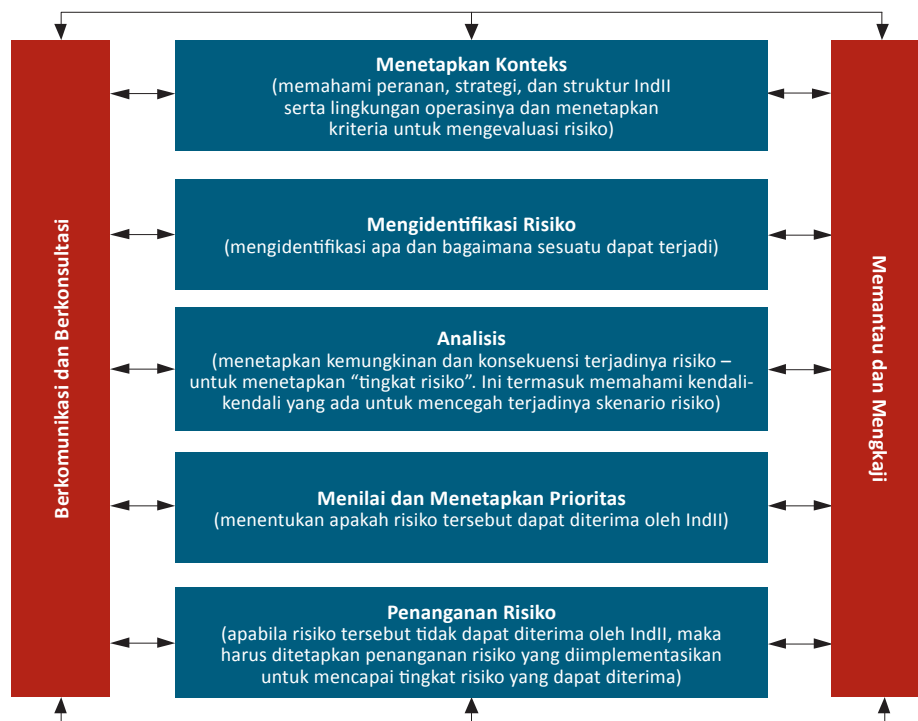 Berkomunikasi dan Berkonsultasi
Menetapkan Konteks
(memahami peranan, strategi, dan struktur IndII
serta lingkungan operasinya dan menetapkan
kriteria untuk mengevaluasi risiko)
Mengidentifikasi Risiko
(mengidentifikasi apa dan bagaimana sesuatu dapat terjadi)
Analisis
(menetapkan kemungkinan dan konsekuensi terjadinya risiko –
untuk menetapkan “tingkat risiko”. Ini termasuk memahami kendali-
kendali yang ada untuk mencegah terjadinya skenario risiko)
Menilai dan Menetapkan Prioritas
(menentukan apakah risiko tersebut dapat diterima oleh IndII)
Penanganan Risiko
(apabila risiko tersebut tidak dapat diterima oleh IndII, maka
harus ditetapkan penanganan risiko yang diimplementasikan
untuk mencapai tingkat risiko yang dapat diterima)
Memantau dan Mengkaji